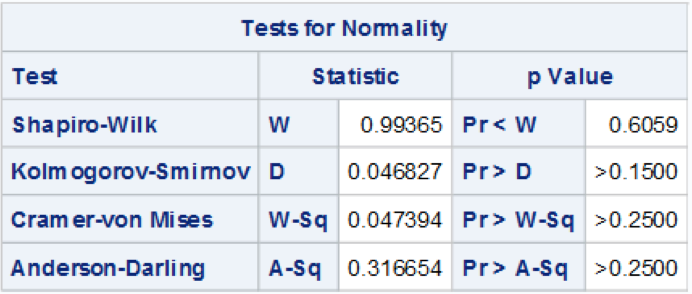 Tests for Normality
Test Statistic p Value
Shapiro-Wilk W 0.99365 Pr < W 0.6059
Kolmogorov-Smirnov D 0.046827 Pr > D >0.1500
Cramer-von Mises W-Sq 0.047394 Pr > W-Sq >0.2500
Anderson-Darling A-Sq 0.316654 Pr > A-Sq >0.2500